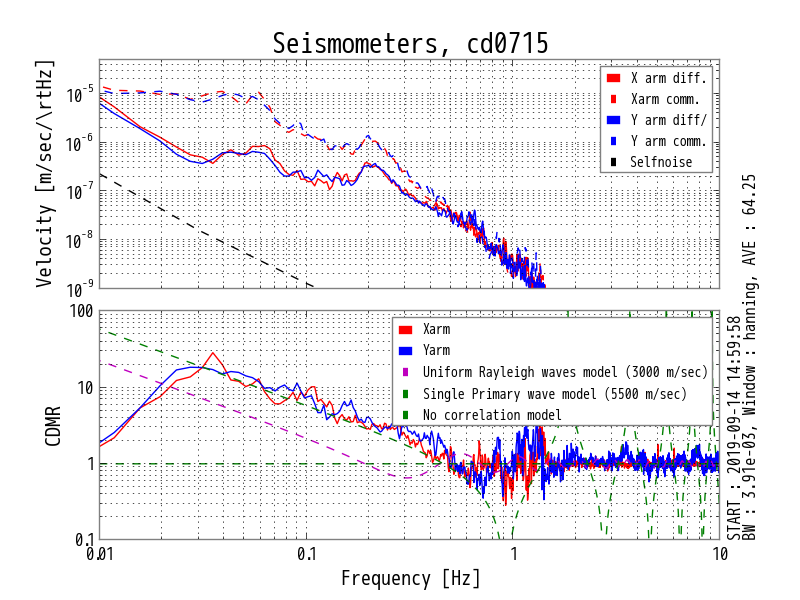 Seismometers, cd0715
Velocity [m/sec/\rtHz]
10^-5
10^-6
10^-7
10^-8
10^-9
X arm diff.
Xarm comm.
Y arm diff/
Y arm comm.
Selfnoise
CDMR
100
10
1
0.1
Xarm
Yarm
Uniform Rayleigh waves model (3000 m/sec)
Single Primary wave model (5500 m/sec)
No correlation model
0.01
0.1
1
10
Frequency [Hz]
START : 2019-09-14 14:59:58
BW : 3.91e-03, Window : hanning, AVE : 64.25